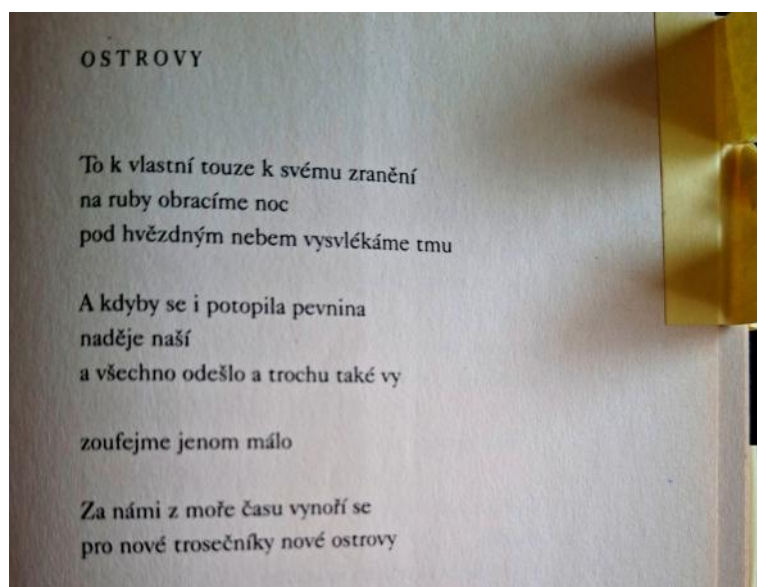 OSTROVY
To k vlastní touze k svému zranění
na ruby obracíme noc
pod hvězdným nebem vysvlékáme tmu
A kdyby se i potopila pevnina
naděje naší
a všechno odešlo a trochu také vy
zoufejme jenom málo
Za námi z moře času vynoří se
pro nové trosečníky nové ostrovy